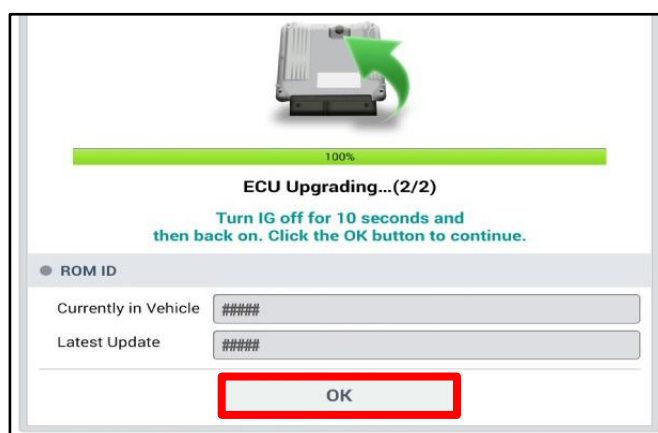 100%
ECU Upgrading...(2/2)
Turn IG off for 10 seconds and
then back on. Click the OK button to continue.
ROM ID
Currently in Vehicle #####
Latest Update #####
OK